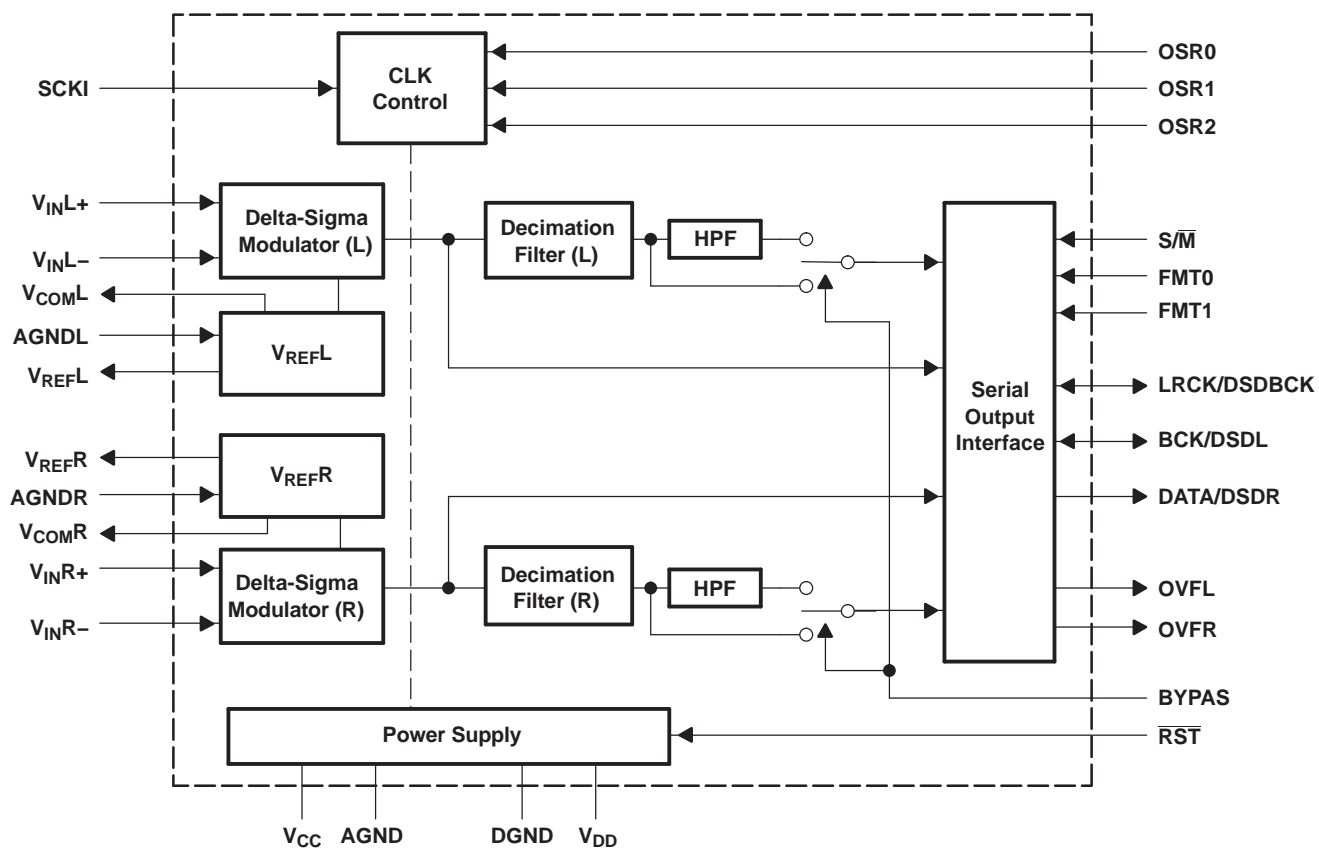 SCKI
CLK
Control
OSR0
OSR1
OSR2
VINL+
VINL−
Delta-Sigma
Modulator (L)
Decimation
Filter (L)
HPF
S/M̅
FMT0
FMT1
VCOML
AGNDL
VREFL
VREFL
Serial
Output
Interface
LRCK/DSDBCK
BCK/DSDL
DATA/DSDR
VREFR
AGNDR
VCOMR
VREFR
VINR+
VINR−
Delta-Sigma
Modulator (R)
Decimation
Filter (R)
HPF
OVFL
OVFR
BYPAS
Power Supply
R̅S̅T̅
VCC
AGND
DGND
VDD